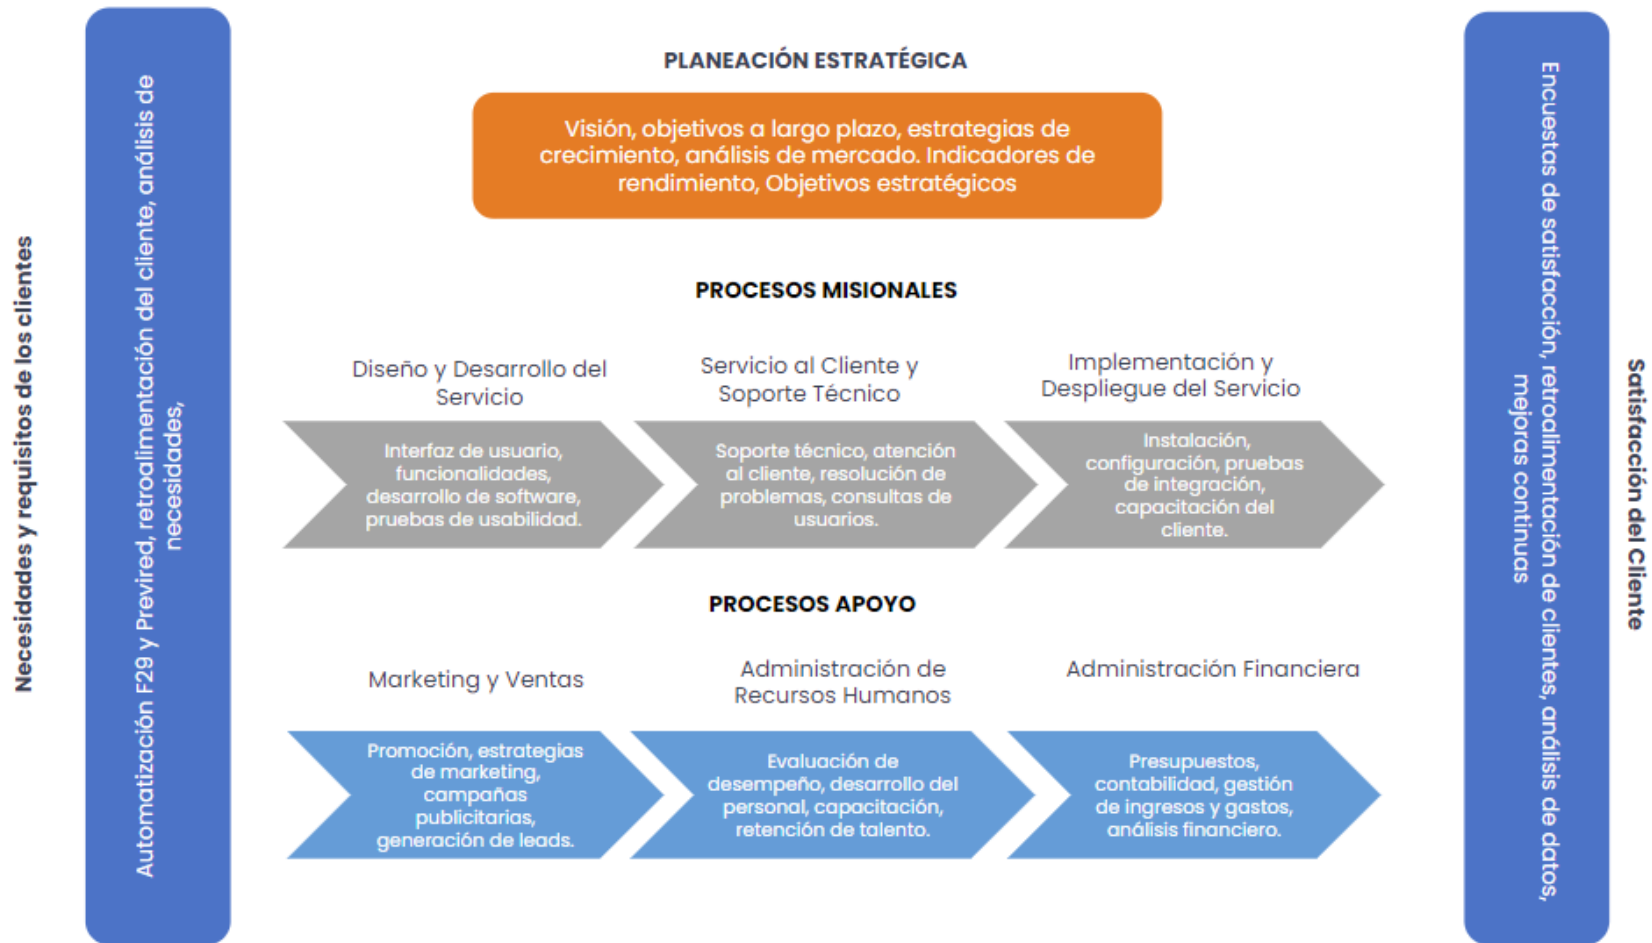 Necesidades y requisitos de los clientes
Automatización F29 y Previred, retroalimentación del cliente, análisis de
necesidades,
PLANEACIÓN ESTRATÉGICA
Visión, objetivos a largo plazo, estrategias de
crecimiento, análisis de mercado. Indicadores de
rendimiento, Objetivos estratégicos
PROCESOS MISIONALES
Diseño y Desarrollo del
Servicio
Interfaz de usuario,
funcionalidades,
desarrollo de software,
pruebas de usabilidad.
Servicio al Cliente y
Soporte Técnico
Soporte técnico, atención
al cliente, resolución de
problemas, consultas de
usuarios.
Implementación y
Despliegue del Servicio
Instalación,
configuración, pruebas
de integración,
capacitación del
cliente.
PROCESOS APOYO
Marketing y Ventas
Promoción, estrategias
de marketing,
campañas
publicitarias,
generación de leads.
Administración de
Recursos Humanos
Evaluación de
desempeño, desarrollo del
personal, capacitación,
retención de talento.
Administración Financiera
Presupuestos,
contabilidad, gestión
de ingresos y gastos,
análisis financiero.
Encuestas de satisfacción, retroalimentación de clientes, análisis de datos,
mejoras continuas
Satisfacción del Cliente